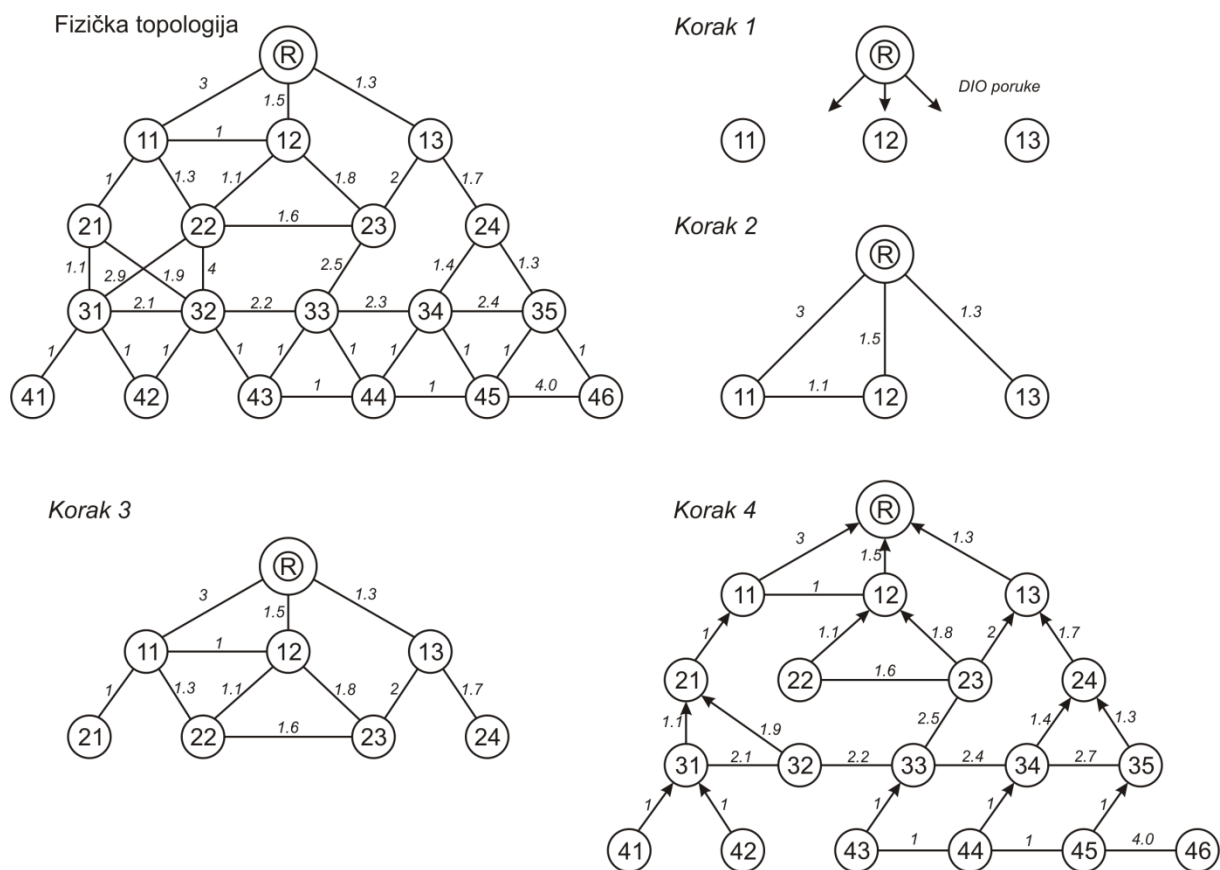 Fizička topologija
R
3 1.5 1.3
11 1 12 13
1 1.3 1.1 1.8 2 1.7
21 22 1.6 23 24
1.1 2.9 1.9 4 2.5 1.4 1.3
31 2.1 32 2.2 33 2.3 34 2.4 35
1 1 1 1 1 1 1 1 1 1
41 42 43 1 44 1 45 4.0 46
Korak 1
R
DIO poruke
11 12 13
Korak 2
R
3 1.5 1.3
11 1.1 12 13
Korak 3
R
3 1.5 1.3
11 1 12 13
1 1.3 1.1 1.8 2 1.7
21 22 1.6 23 24
Korak 4
R
3 1.5 1.3
11 1 12 13
1 1.1 1.8 2 1.7
21 22 1.6 23 24
1.1 1.9 2.5 1.4 1.3
31 2.1 32 2.2 33 2.4 34 2.7 35
1 1 1 1 1
41 42 43 1 44 1 45 4.0 46